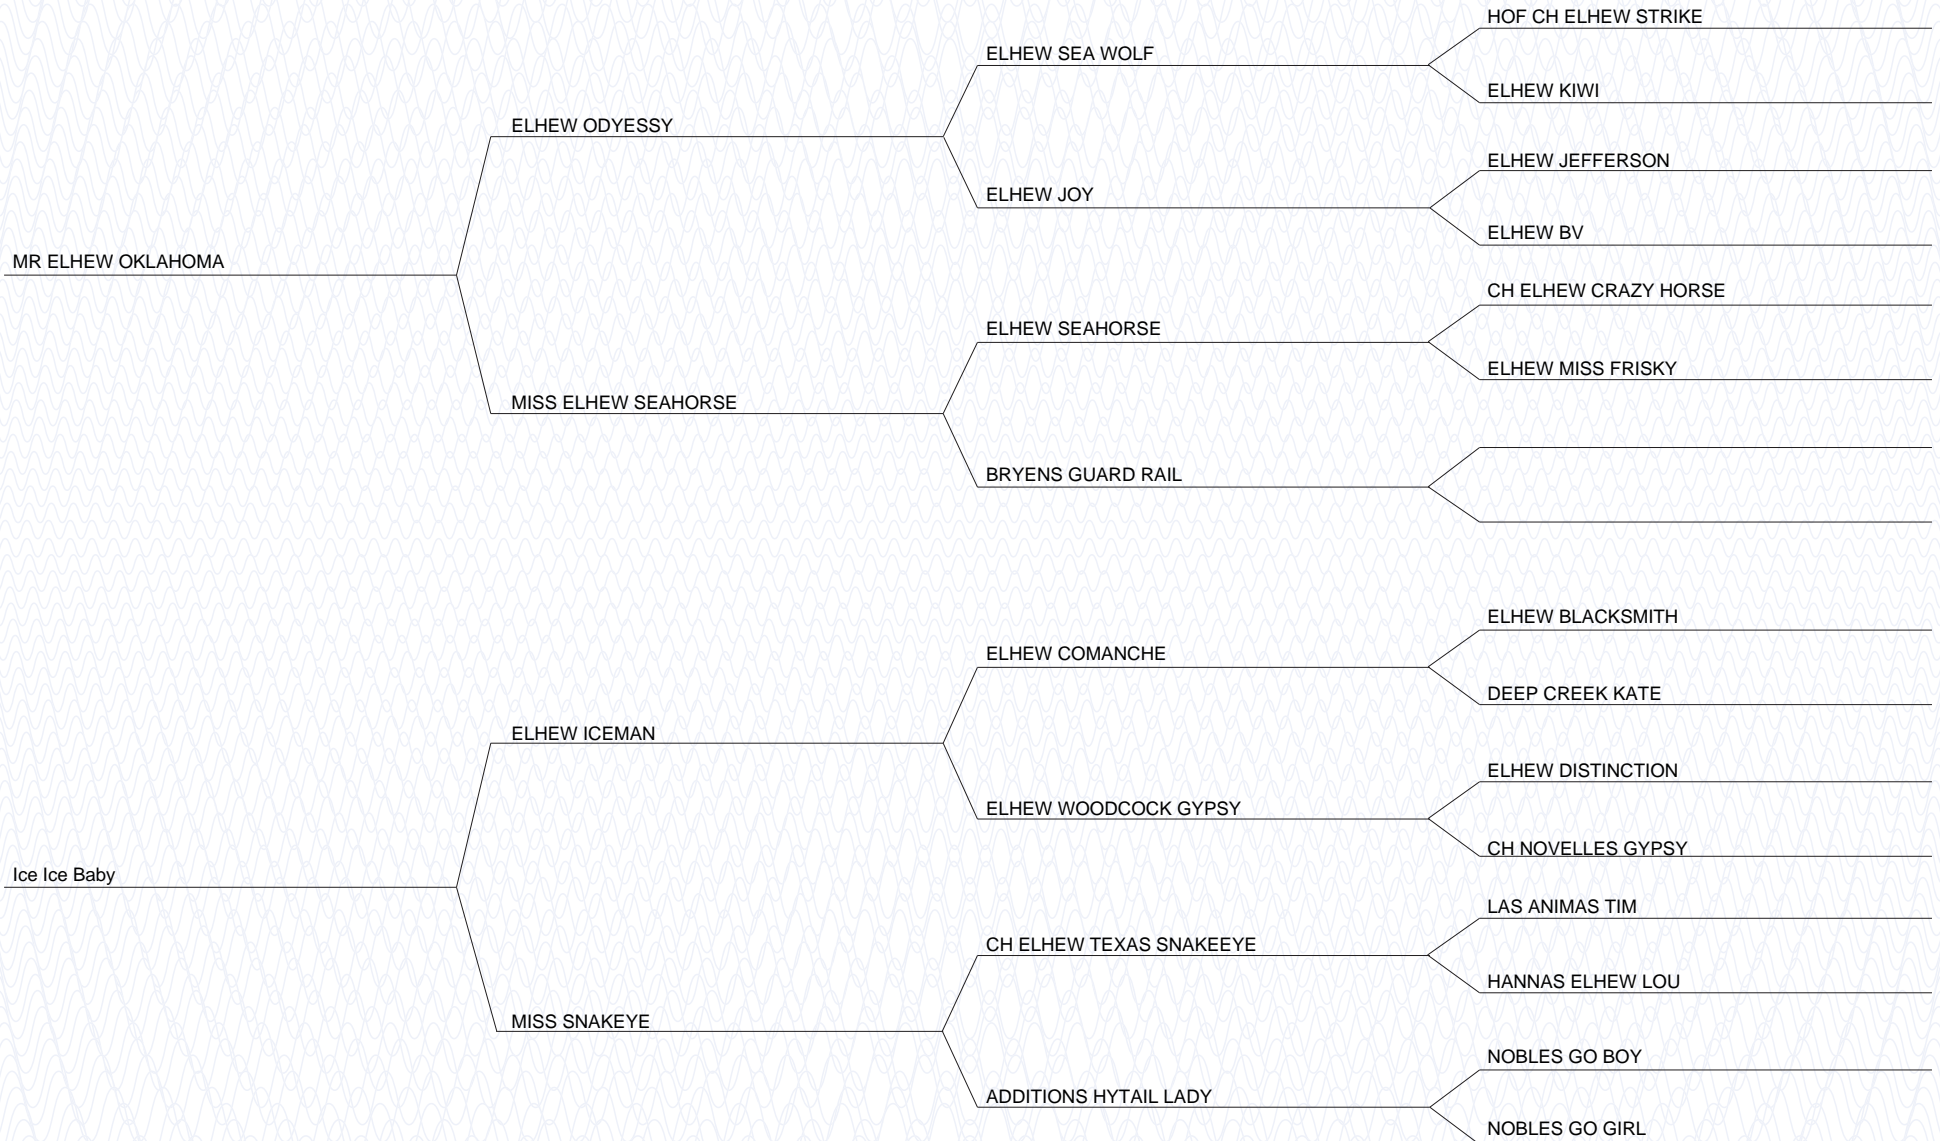 HOF CH ELHEW STRIKE
ELHEW SEA WOLF
ELHEW KIWI
ELHEW ODYESSY
ELHEW JEFFERSON
ELHEW JOY
ELHEW BV
MR ELHEW OKLAHOMA
CH ELHEW CRAZY HORSE
ELHEW SEAHORSE
ELHEW MISS FRISKY
MISS ELHEW SEAHORSE
BRYENS GUARD RAIL
ELHEW BLACKSMITH
ELHEW COMANCHE
DEEP CREEK KATE
ELHEW ICEMAN
ELHEW DISTINCTION
ELHEW WOODCOCK GYPSY
CH NOVELLES GYPSY
Ice Ice Baby
LAS ANIMAS TIM
CH ELHEW TEXAS SNAKEEYE
HANNAS ELHEW LOU
MISS SNAKEYE
NOBLES GO BOY
ADDITIONS HYTAIL LADY
NOBLES GO GIRL